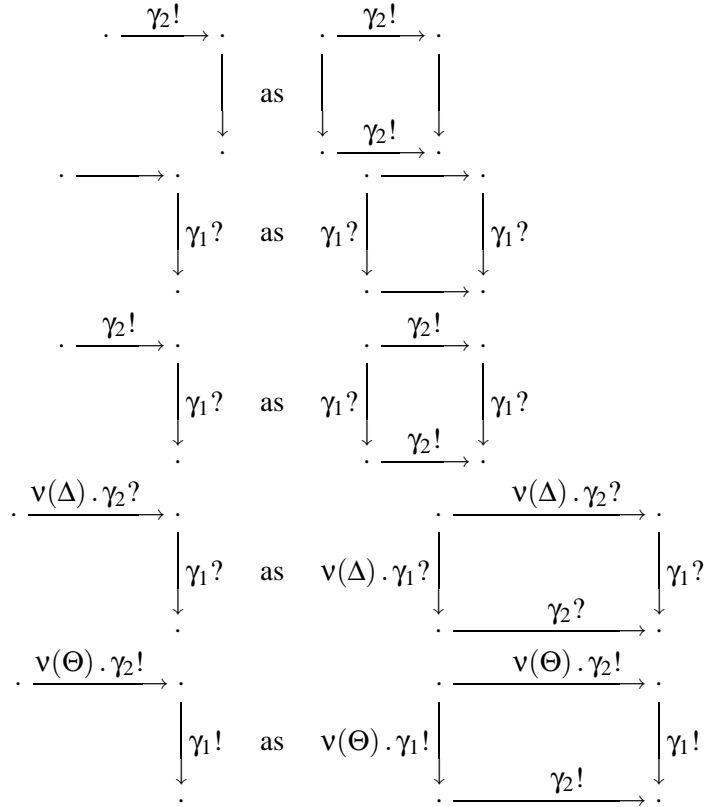 γ₂! γ₂!
as
γ₂!
γ₁? as γ₁? γ₁?
γ₂! γ₂!
γ₁? as γ₁? γ₁?
γ₂!
ν(Δ) . γ₂? ν(Δ) . γ₂?
γ₁? as ν(Δ) . γ₁? γ₁?
γ₂?
ν(Θ) . γ₂! ν(Θ) . γ₂!
γ₁! as ν(Θ) . γ₁! γ₁!
γ₂!